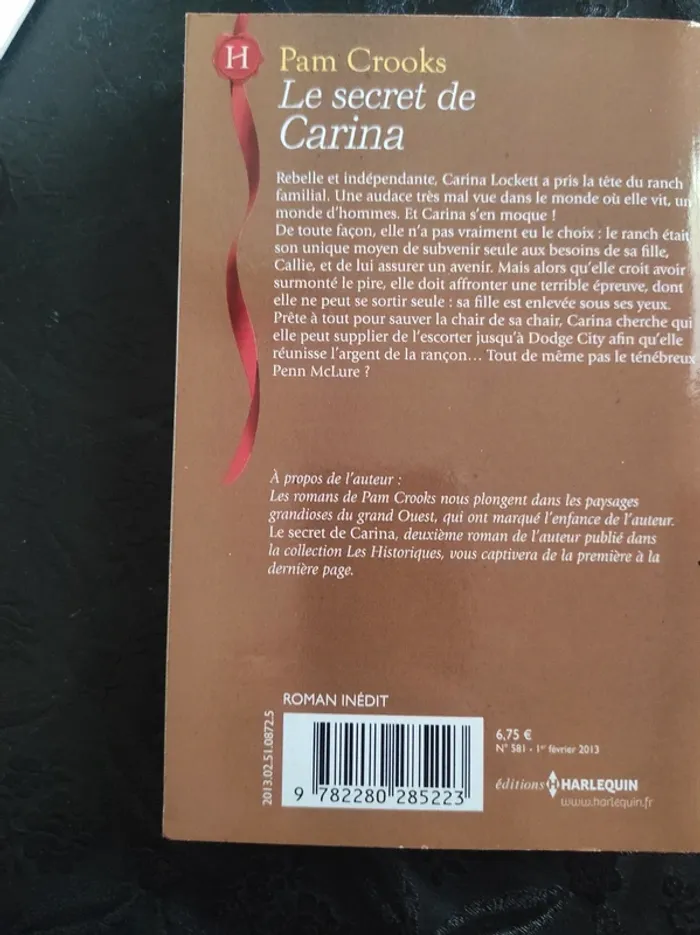 H
Pam Crooks
Le secret de
Carina
Rebelle et indépendante, Carina Lockett a pris la tête du ranch
familial. Une audace très mal vue dans le monde où elle vit, un
monde d'hommes. Et Carina s'en moque !
De toute façon, elle n'a pas vraiment eu le choix : le ranch était
son unique moyen de subvenir seule aux besoins de sa fille,
Callie, et de lui assurer un avenir. Mais alors qu'elle croit avoir
surmonté le pire, elle doit affronter une terrible épreuve, dont
elle ne peut se sortir seule : sa fille est enlevée sous ses yeux.
Prête à tout pour sauver la chair de sa chair, Carina cherche qui
elle peut supplier de l'escorter jusqu'à Dodge City afin qu'elle
réunisse l'argent de la rançon... Tout de même pas le ténébreux
Penn McLure ?
À propos de l'auteur :
Les romans de Pam Crooks nous plongent dans les paysages
grandioses du grand Ouest, qui ont marqué l'enfance de l'auteur.
Le secret de Carina, deuxième roman de l'auteur publié dans
la collection Les Historiques, vous captivera de la première à la
dernière page.
ROMAN INÉDIT
2013.02.51.0872.5
9 782280 285223
6,75 €
N° 581 - 1er février 2013
éditions H HARLEQUIN
www.harlequin.fr